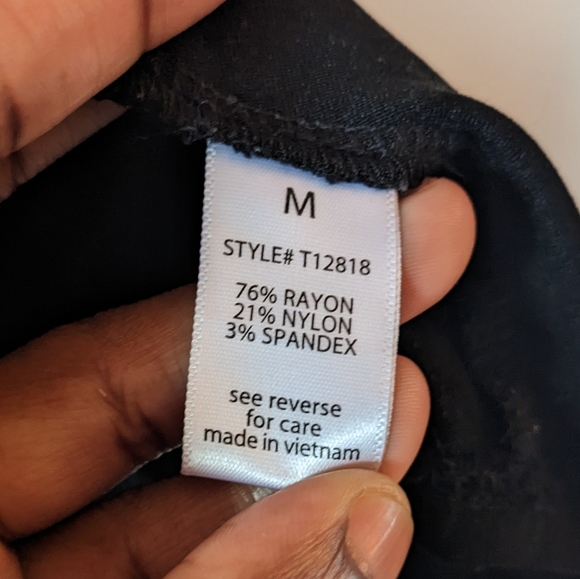 M
STYLE# T12818
76% RAYON
21% NYLON
3% SPANDEX
see reverse
for care
made in vietnam